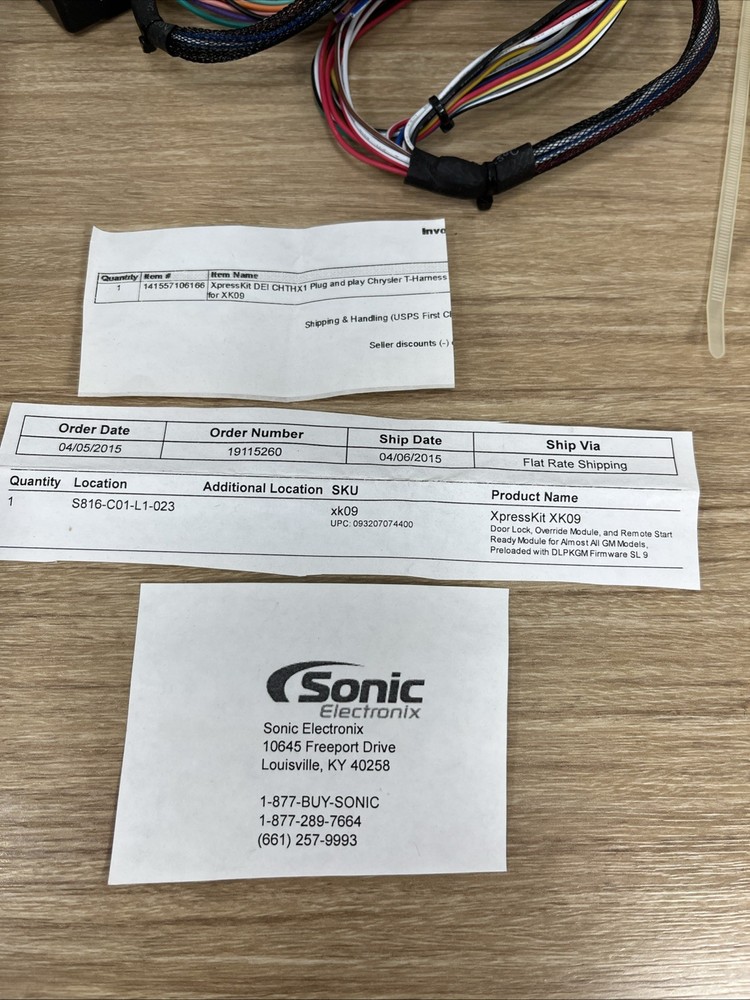 Invo
Quantity Item # Item Name
1 141557106166 XpressKit DEI CHTHX1 Plug and play Chrysler T-Harness
for XK09
Shipping & Handling (USPS First Cl
Seller discounts (-)
Order Date Order Number Ship Date Ship Via
04/05/2015 19115260 04/06/2015 Flat Rate Shipping
Quantity Location Additional Location SKU Product Name
1 S816-C01-L1-023 xk09 XpressKit XK09
UPC: 093207074400
Door Lock, Override Module, and Remote Start
Ready Module for Almost All GM Models,
Preloaded with DLPKGM Firmware SL 9
Sonic
Electronix
Sonic Electronix
10645 Freeport Drive
Louisville, KY 40258
1-877-BUY-SONIC
1-877-289-7664
(661) 257-9993